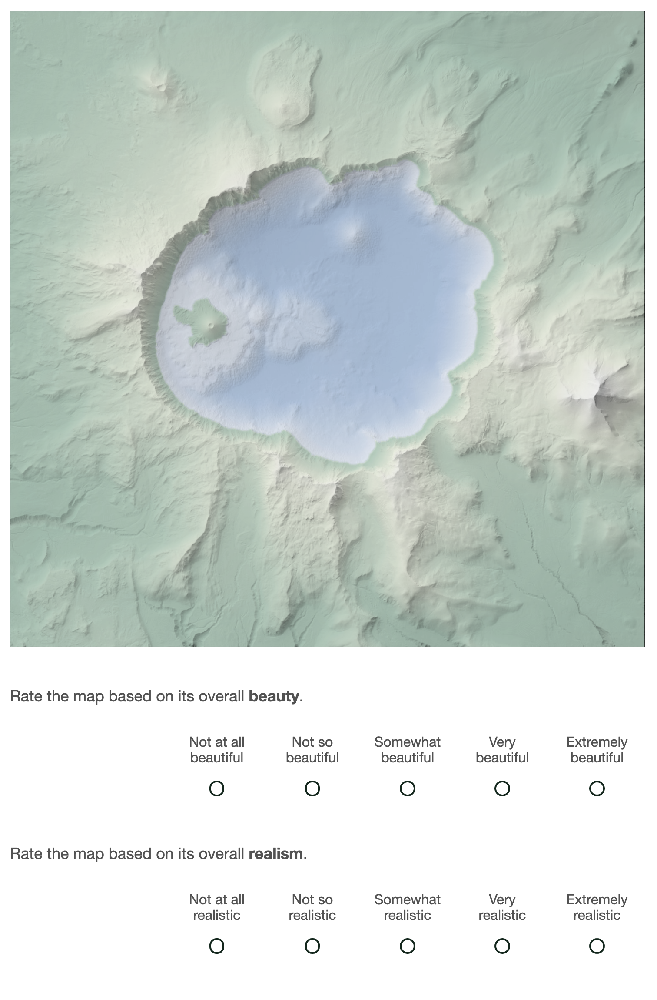 Rate the map based on its overall beauty.
Not at all beautiful
Not so beautiful
Somewhat beautiful
Very beautiful
Extremely beautiful
Rate the map based on its overall realism.
Not at all realistic
Not so realistic
Somewhat realistic
Very realistic
Extremely realistic